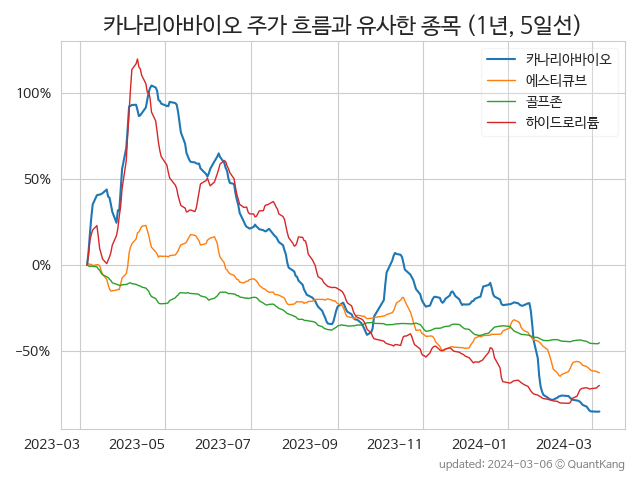 카나리아바이오 주가 흐름과 유사한 종목 (1년, 5일선)
카나리아바이오
에스티큐브
골프존
하이드로리튬
100%
50%
0%
−50%
2023−03
2023−05
2023−07
2023−09
2023−11
2024−01
2024−03
updated: 2024-03-06 © QuantKang